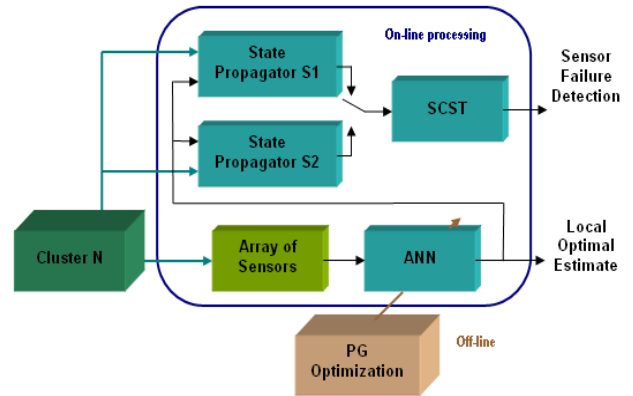 On-line processing
State
Propagator S1
Sensor
Failure
Detection
SCST
State
Propagator S2
Cluster N
Array of
Sensors
ANN
Local
Optimal
Estimate
PG
Optimization
Off-line